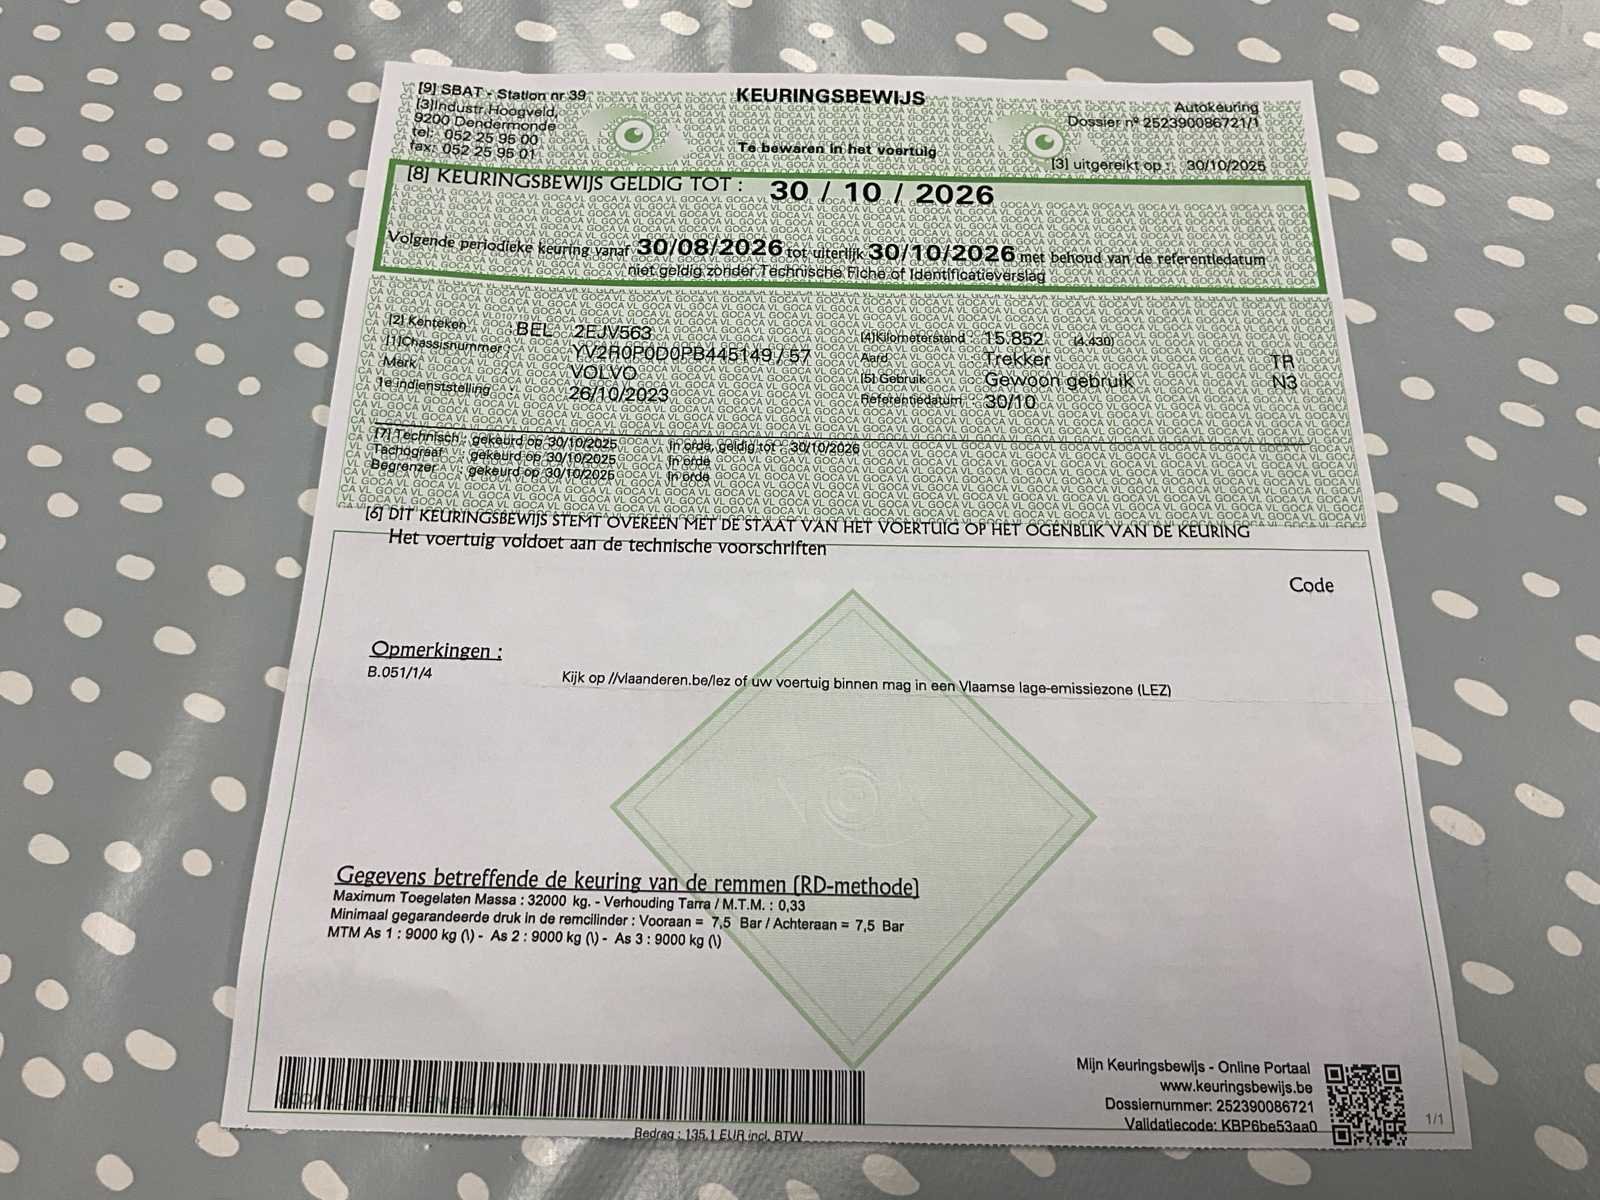 [9] SBAT - Station nr 39
[3]Industr.Hoogveld,
9200 Dendermonde
tel: 052 25 95 00
fax: 052 25 95 01
KEURINGSBEWIJS
Te bewaren in het voertuig
Autokeuring
Dossier nº 252390086721/1
[3] uitgereikt op : 30/10/2025
[8] KEURINGSBEWIJS GELDIG TOT : 30 / 10 / 2026
Volgende periodieke keuring vanaf 30/08/2026 tot uiterlijk 30/10/2026 met behoud van de referentiedatum
niet geldig zonder Technische Fiche of Identificatieverslag
[2] Kenteken : BEL 2EJV563
[1]Chassisnummer : YV2R0P0D0PB445149 / 57
Merk : VOLVO
1e indienststelling : 26/10/2023
[4]Kilometerstand : 15.852 (4.430)
Aard : Trekker TR
[5] Gebruik : Gewoon gebruik N3
Referentiedatum : 30/10
[7] Technisch : gekeurd op 30/10/2025 In orde, geldig tot : 30/10/2026
Tachograaf : gekeurd op 30/10/2025 In orde
Begrenzer : gekeurd op 30/10/2025 In orde
[6] DIT KEURINGSBEWIJS STEMT OVEREEN MET DE STAAT VAN HET VOERTUIG OP HET OGENBLIK VAN DE KEURING
Het voertuig voldoet aan de technische voorschriften
Code
Opmerkingen :
B.051/1/4 Kijk op //vlaanderen.be/lez of uw voertuig binnen mag in een Vlaamse lage-emissiezone (LEZ)
Gegevens betreffende de keuring van de remmen (RD-methode)
Maximum Toegelaten Massa : 32000 kg. - Verhouding Tarra / M.T.M. : 0,33
Minimaal gegarandeerde druk in de remcilinder : Vooraan = 7,5 Bar / Achteraan = 7,5 Bar
MTM As 1 : 9000 kg (\) - As 2 : 9000 kg (\) - As 3 : 9000 kg (\)
Mijn Keuringsbewijs - Online Portaal
www.keuringsbewijs.be
Dossiernummer: 252390086721
Validatiecode: KBP6be53aa0
1/1
Bedrag : 135,1 EUR incl. BTW